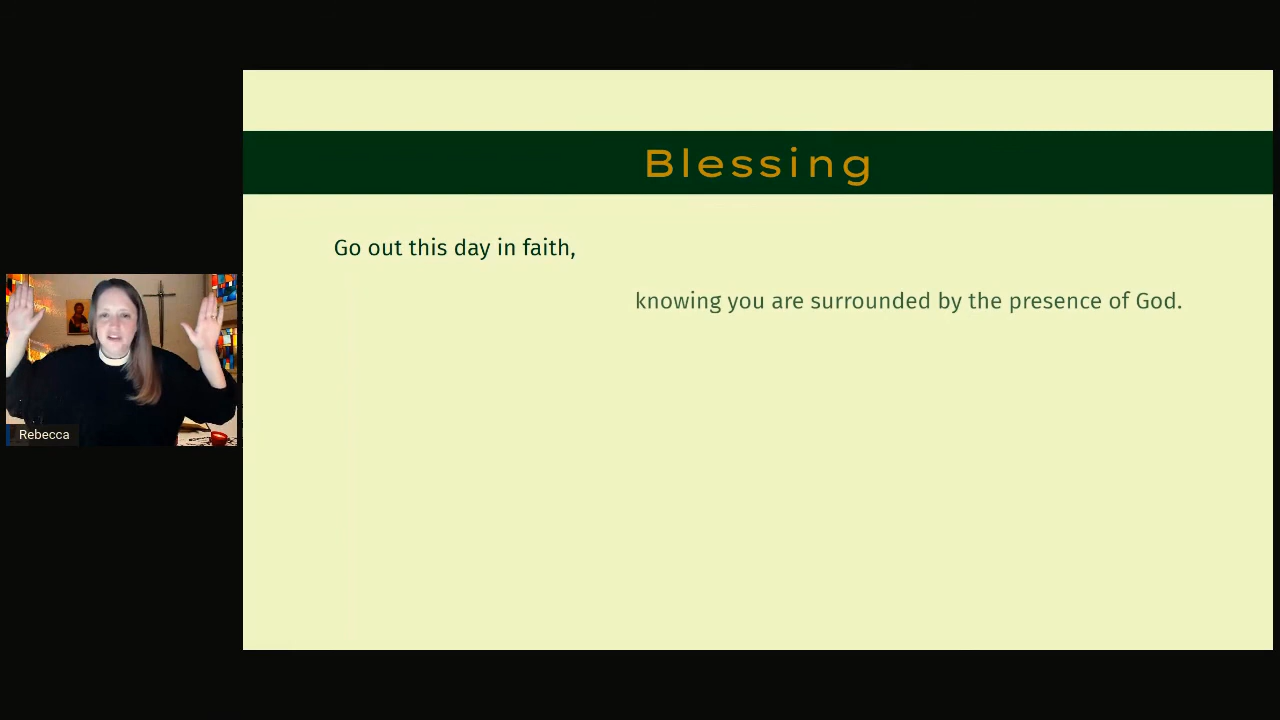 Blessing
Go out this day in faith,
knowing you are surrounded by the presence of God.
Rebecca